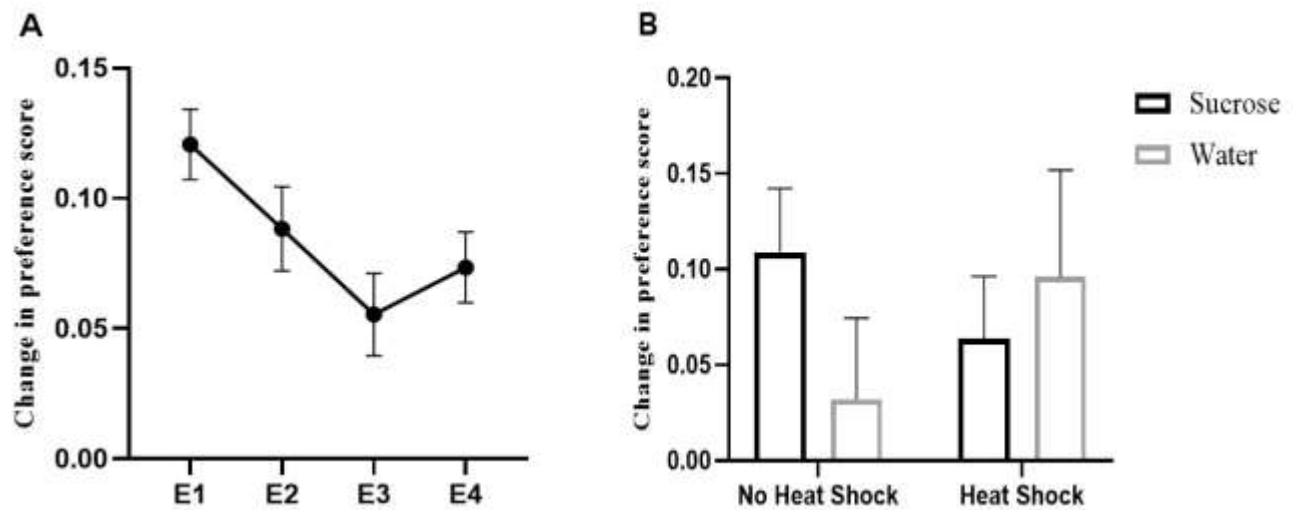 A
Change in preference score
0.15
0.10
0.05
0.00
E1 E2 E3 E4
B
Change in preference score
0.20
0.15
0.10
0.05
0.00
No Heat Shock Heat Shock
Sucrose
Water